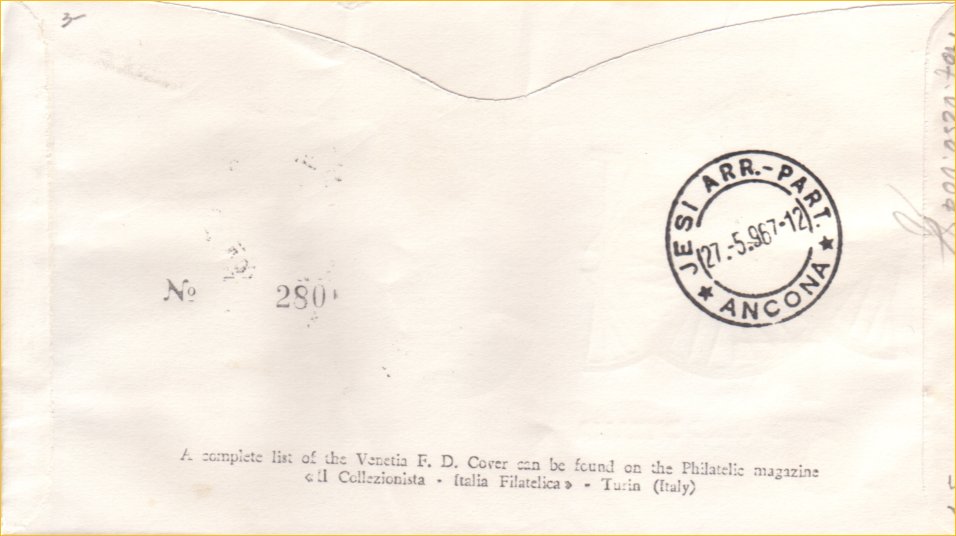 3
JESI ARR.-PART.
27.-5.967-12
ANCONA
No 280
A complete list of the Venetia F. D. Cover can be found on the Philatelic magazine
«Il Collezionista - Italia Filatelica» - Turin (Italy)